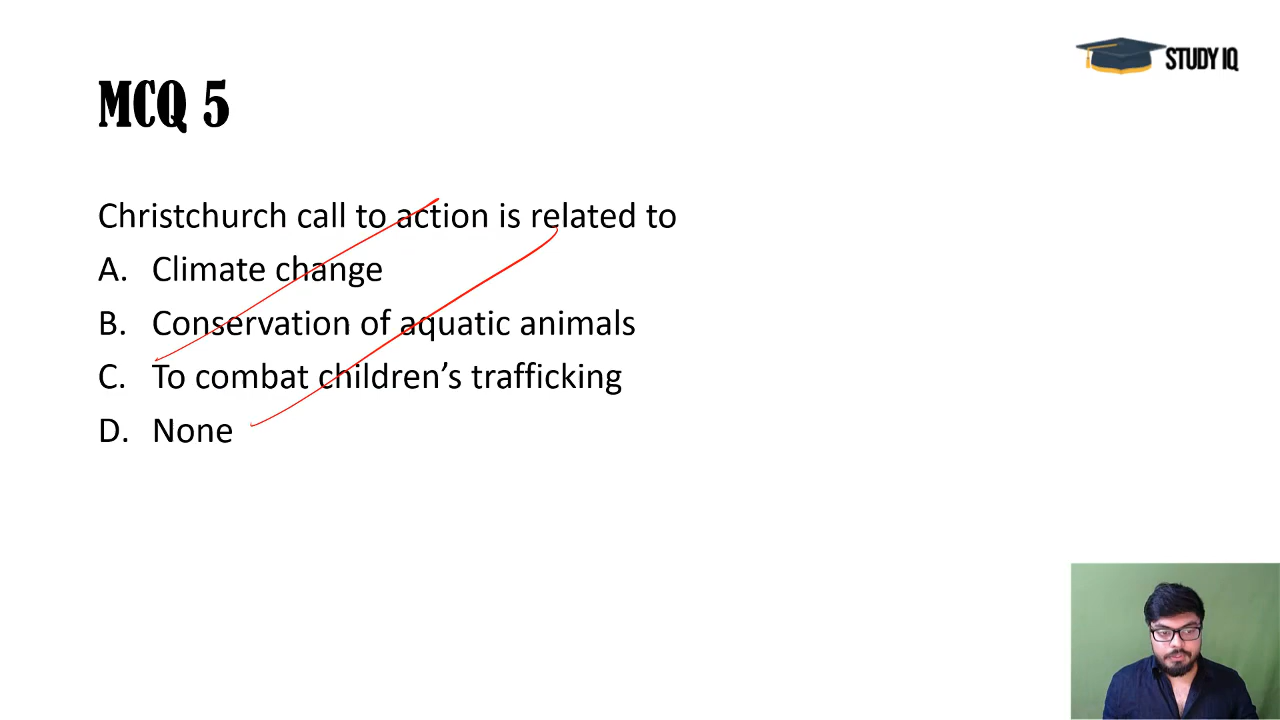 STUDY IQ
MCQ 5
Christchurch call to action is related to
A. Climate change
B. Conservation of aquatic animals
C. To combat children’s trafficking
D. None